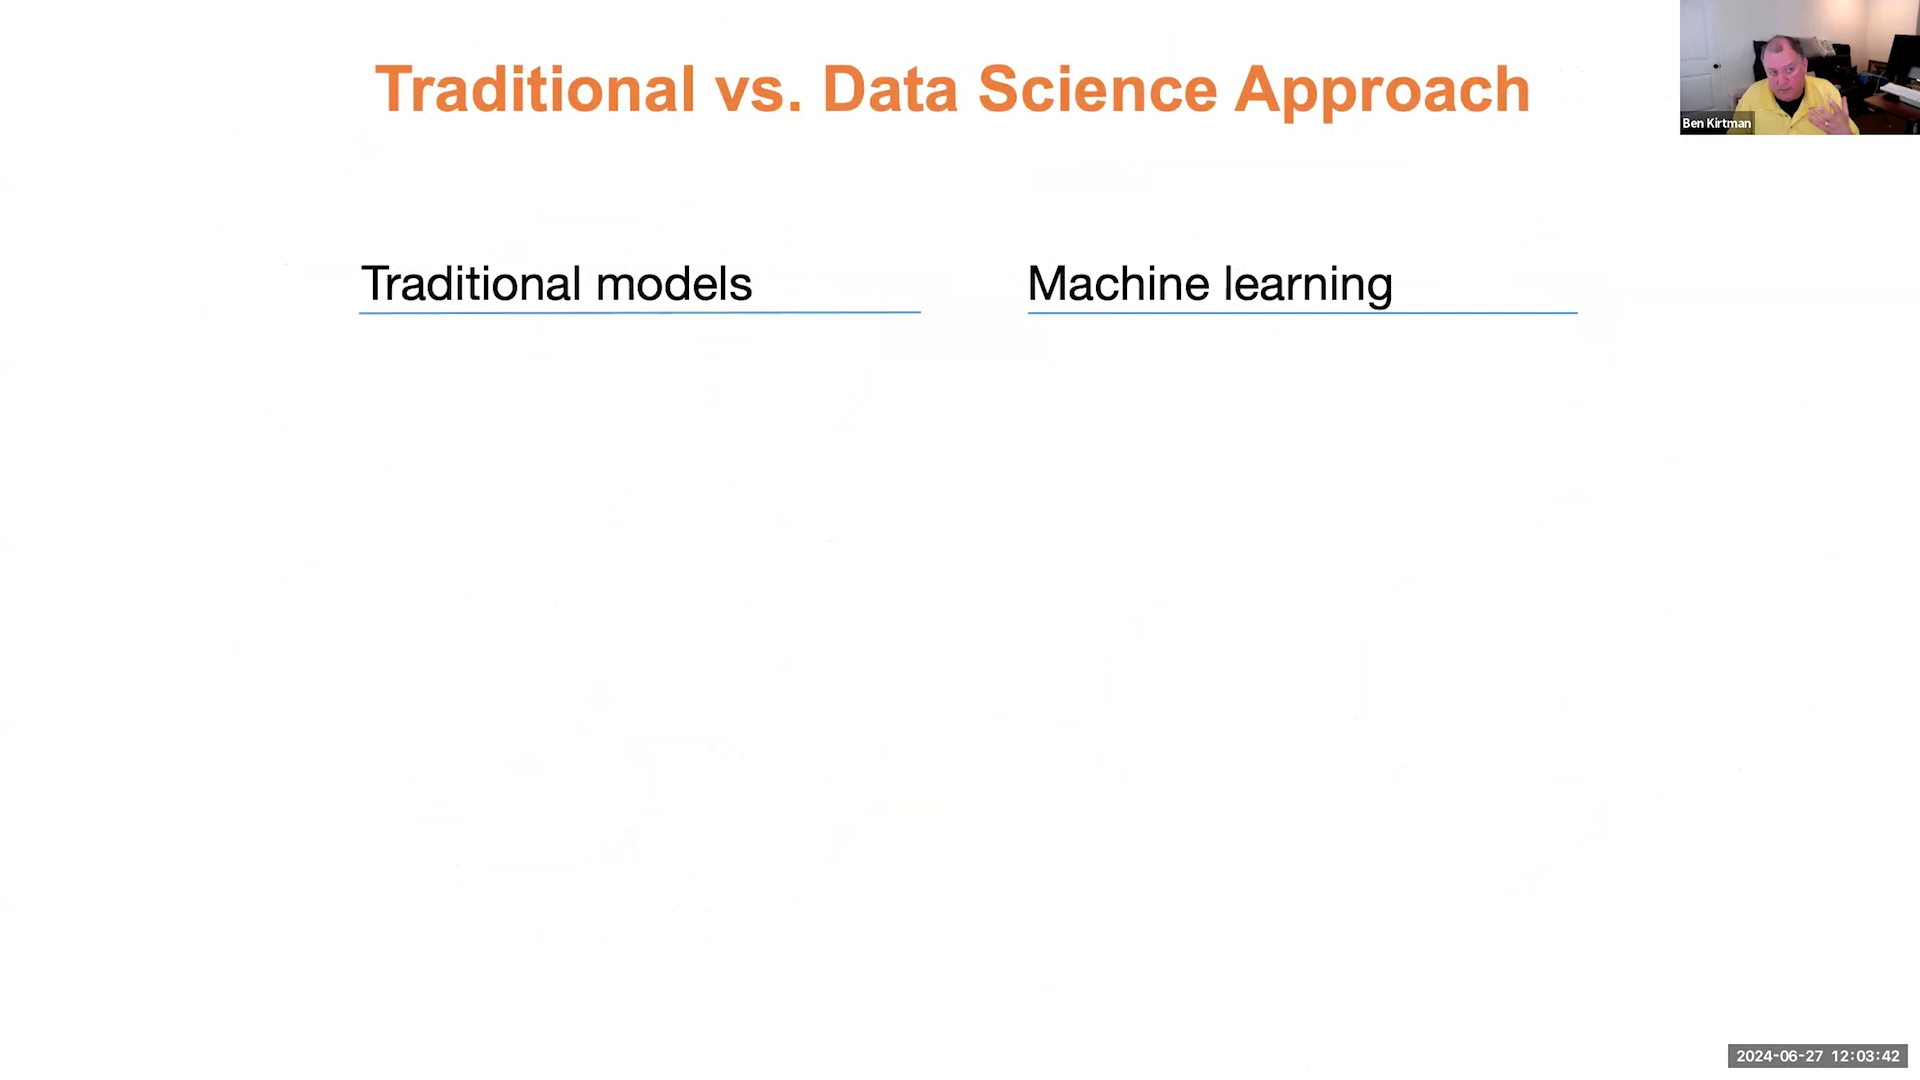 Traditional vs. Data Science Approach
Ben Kirtman
Traditional models
Machine learning
2024-06-27 12:03:42